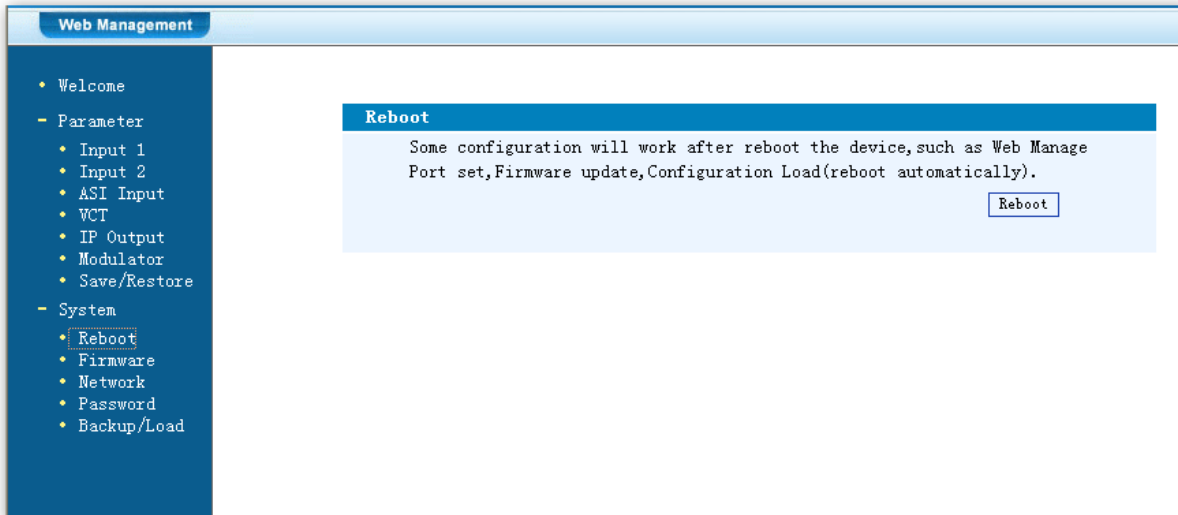 Web Management
Welcome
Parameter
Input 1
Input 2
ASI Input
VCT
IP Output
Modulator
Save/Restore
System
Reboot
Firmware
Network
Password
Backup/Load
Reboot
Some configuration will work after reboot the device,such as Web Manage
Port set,Firmware update,Configuration Load(reboot automatically).
Reboot